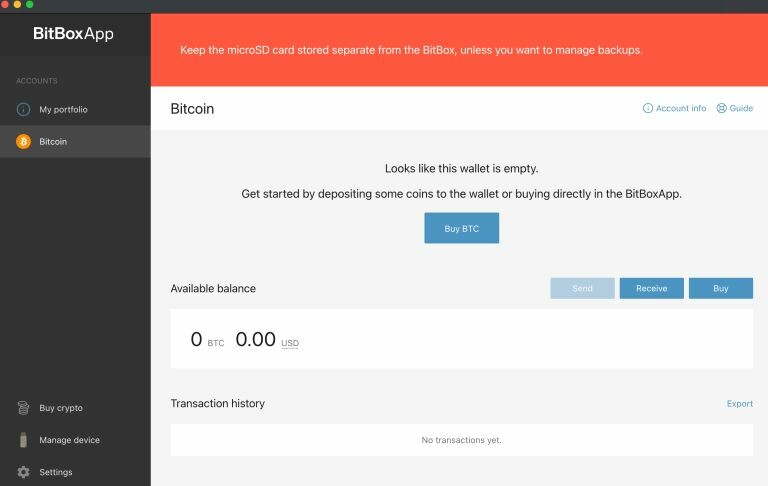 BitBoxApp
Keep the microSD card stored separate from the BitBox, unless you want to manage backups.
ACCOUNTS
My portfolio
Bitcoin
Bitcoin
Account info
Guide
Looks like this wallet is empty.
Get started by depositing some coins to the wallet or buying directly in the BitBoxApp.
Buy BTC
Available balance
Send
Receive
Buy
0 BTC 0.00 USD
Transaction history
Export
No transactions yet.
Buy crypto
Manage device
Settings